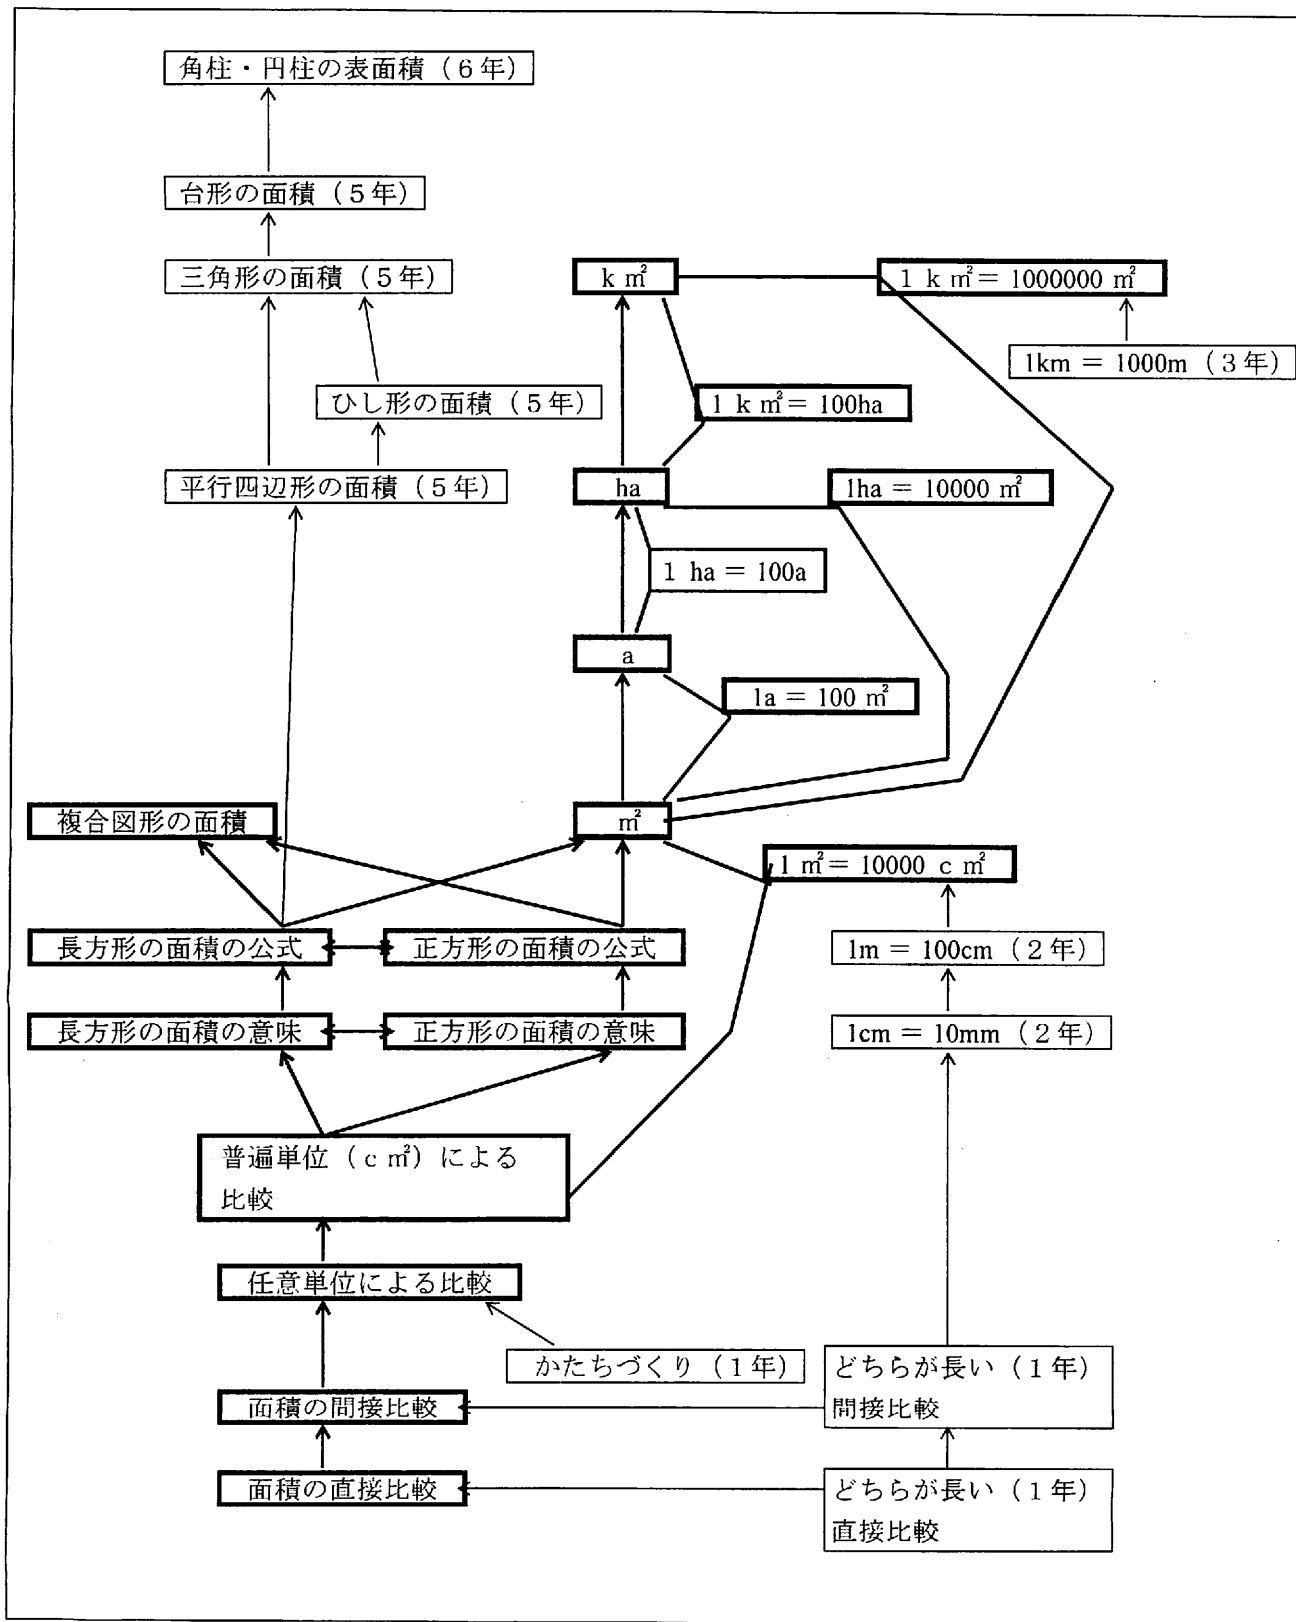 角柱・円柱の表面積（6年）
台形の面積（5年）
三角形の面積（5年）
k㎡
1 k㎡＝ 1000000 ㎡
1km ＝ 1000m（3年）
ひし形の面積（5年）
1 k㎡＝ 100ha
平行四辺形の面積（5年）
ha
1ha ＝ 10000 ㎡
1 ha ＝ 100a
a
1a ＝ 100 ㎡
複合図形の面積
㎡
1 ㎡＝ 10000 c㎡
長方形の面積の公式
正方形の面積の公式
1m ＝ 100cm（2年）
長方形の面積の意味
正方形の面積の意味
1cm ＝ 10mm（2年）
普遍単位（c㎡）による
比較
任意単位による比較
かたちづくり（1年）
どちらが長い（1年）
間接比較
面積の間接比較
面積の直接比較
どちらが長い（1年）
直接比較